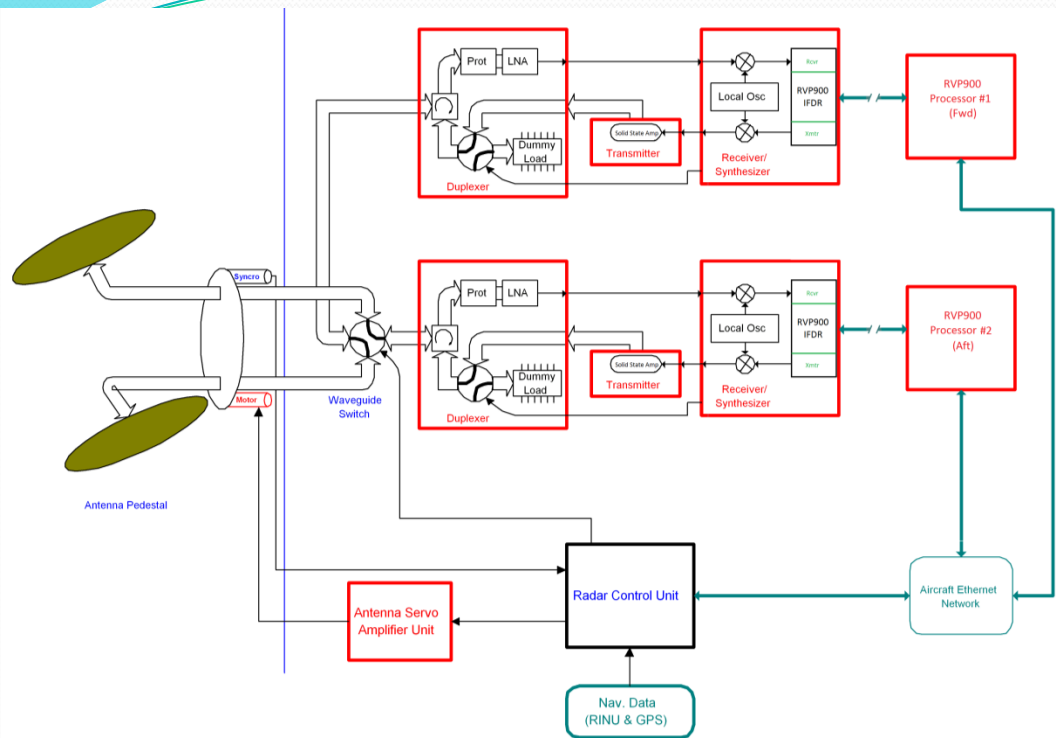 Prot
LNA
Local Osc
Rcvr
RVP900
IFDR
Xmtr
RVP900
Processor #1
(Fwd)
Solid State Amp
Dummy
Load
Transmitter
Receiver/
Synthesizer
Duplexer
Syncro
Prot
LNA
Local Osc
Rcvr
RVP900
IFDR
Xmtr
RVP900
Processor #2
(Aft)
Solid State Amp
Dummy
Load
Transmitter
Receiver/
Synthesizer
Motor
Waveguide
Switch
Duplexer
Antenna Pedestal
Antenna Servo
Amplifier Unit
Radar Control Unit
Aircraft Ethernet
Network
Nav. Data
(RINU & GPS)